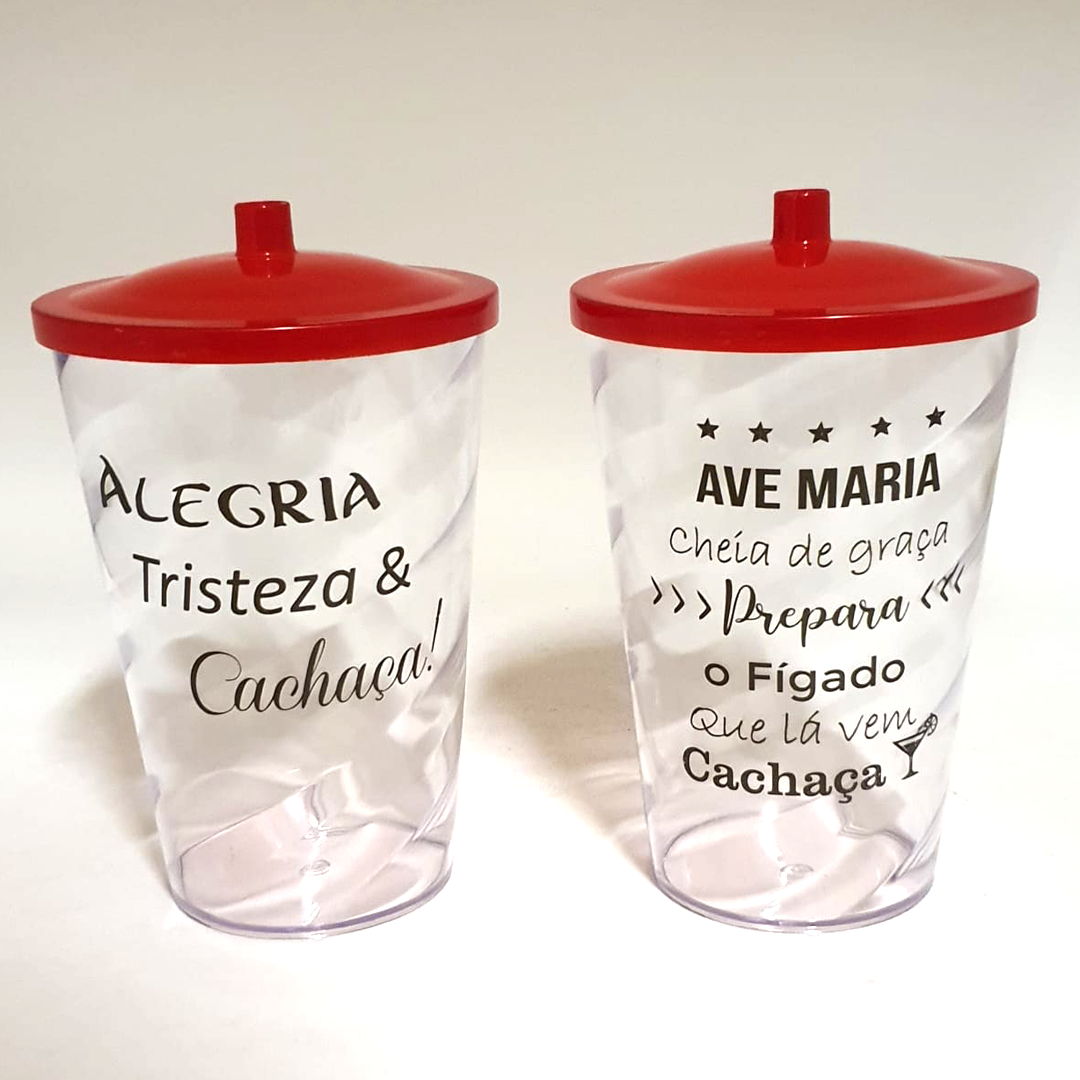 ALEGRIA
Tristeza &
Cachaça!
AVE MARIA
Cheia de graça
>>> Prepara <<<
o Fígado
Que lá vem
Cachaça